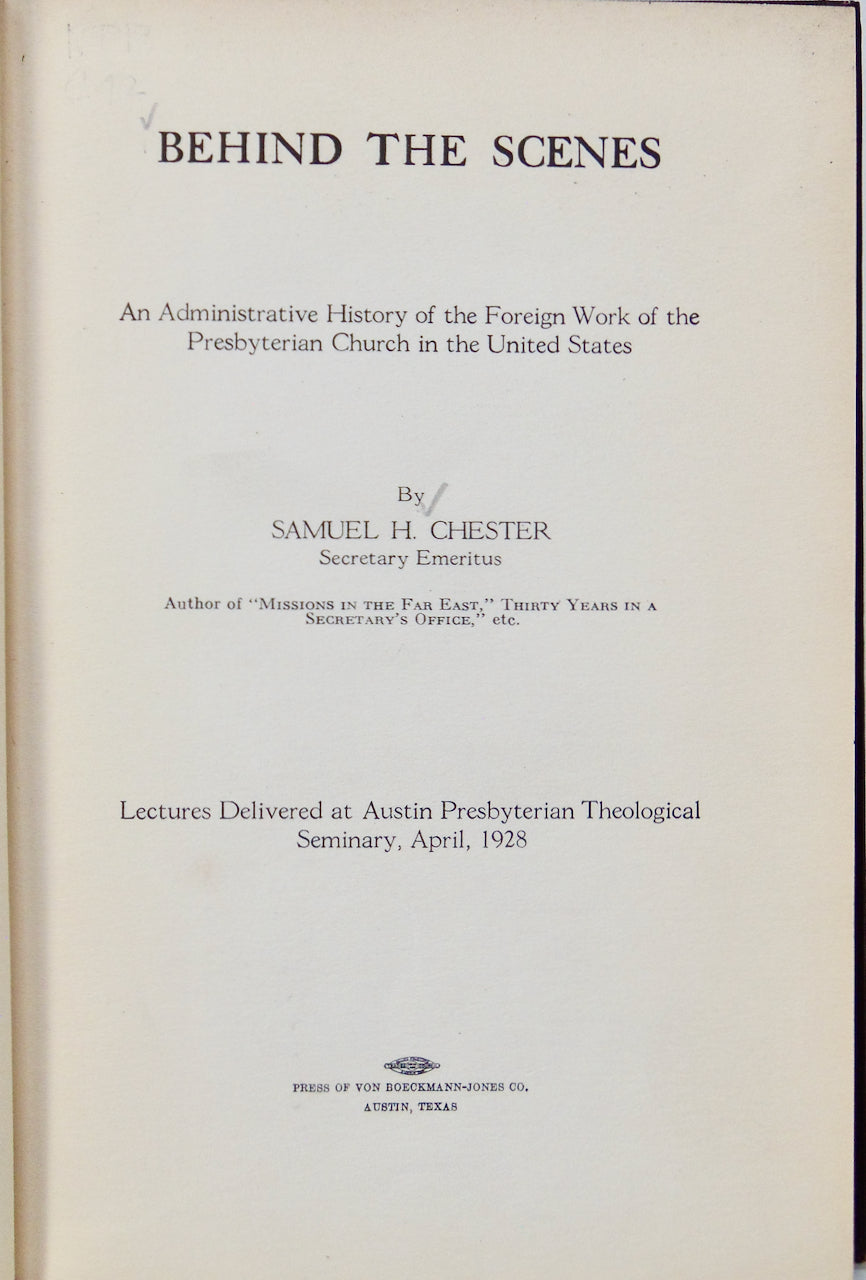 BEHIND THE SCENES
An Administrative History of the Foreign Work of the
Presbyterian Church in the United States
By
SAMUEL H. CHESTER
Secretary Emeritus
Author of “Missions in the Far East,” Thirty Years in a
Secretary's Office,” etc.
Lectures Delivered at Austin Presbyterian Theological
Seminary, April, 1928
PRESS OF VON BOECKMANN-JONES CO.
AUSTIN, TEXAS